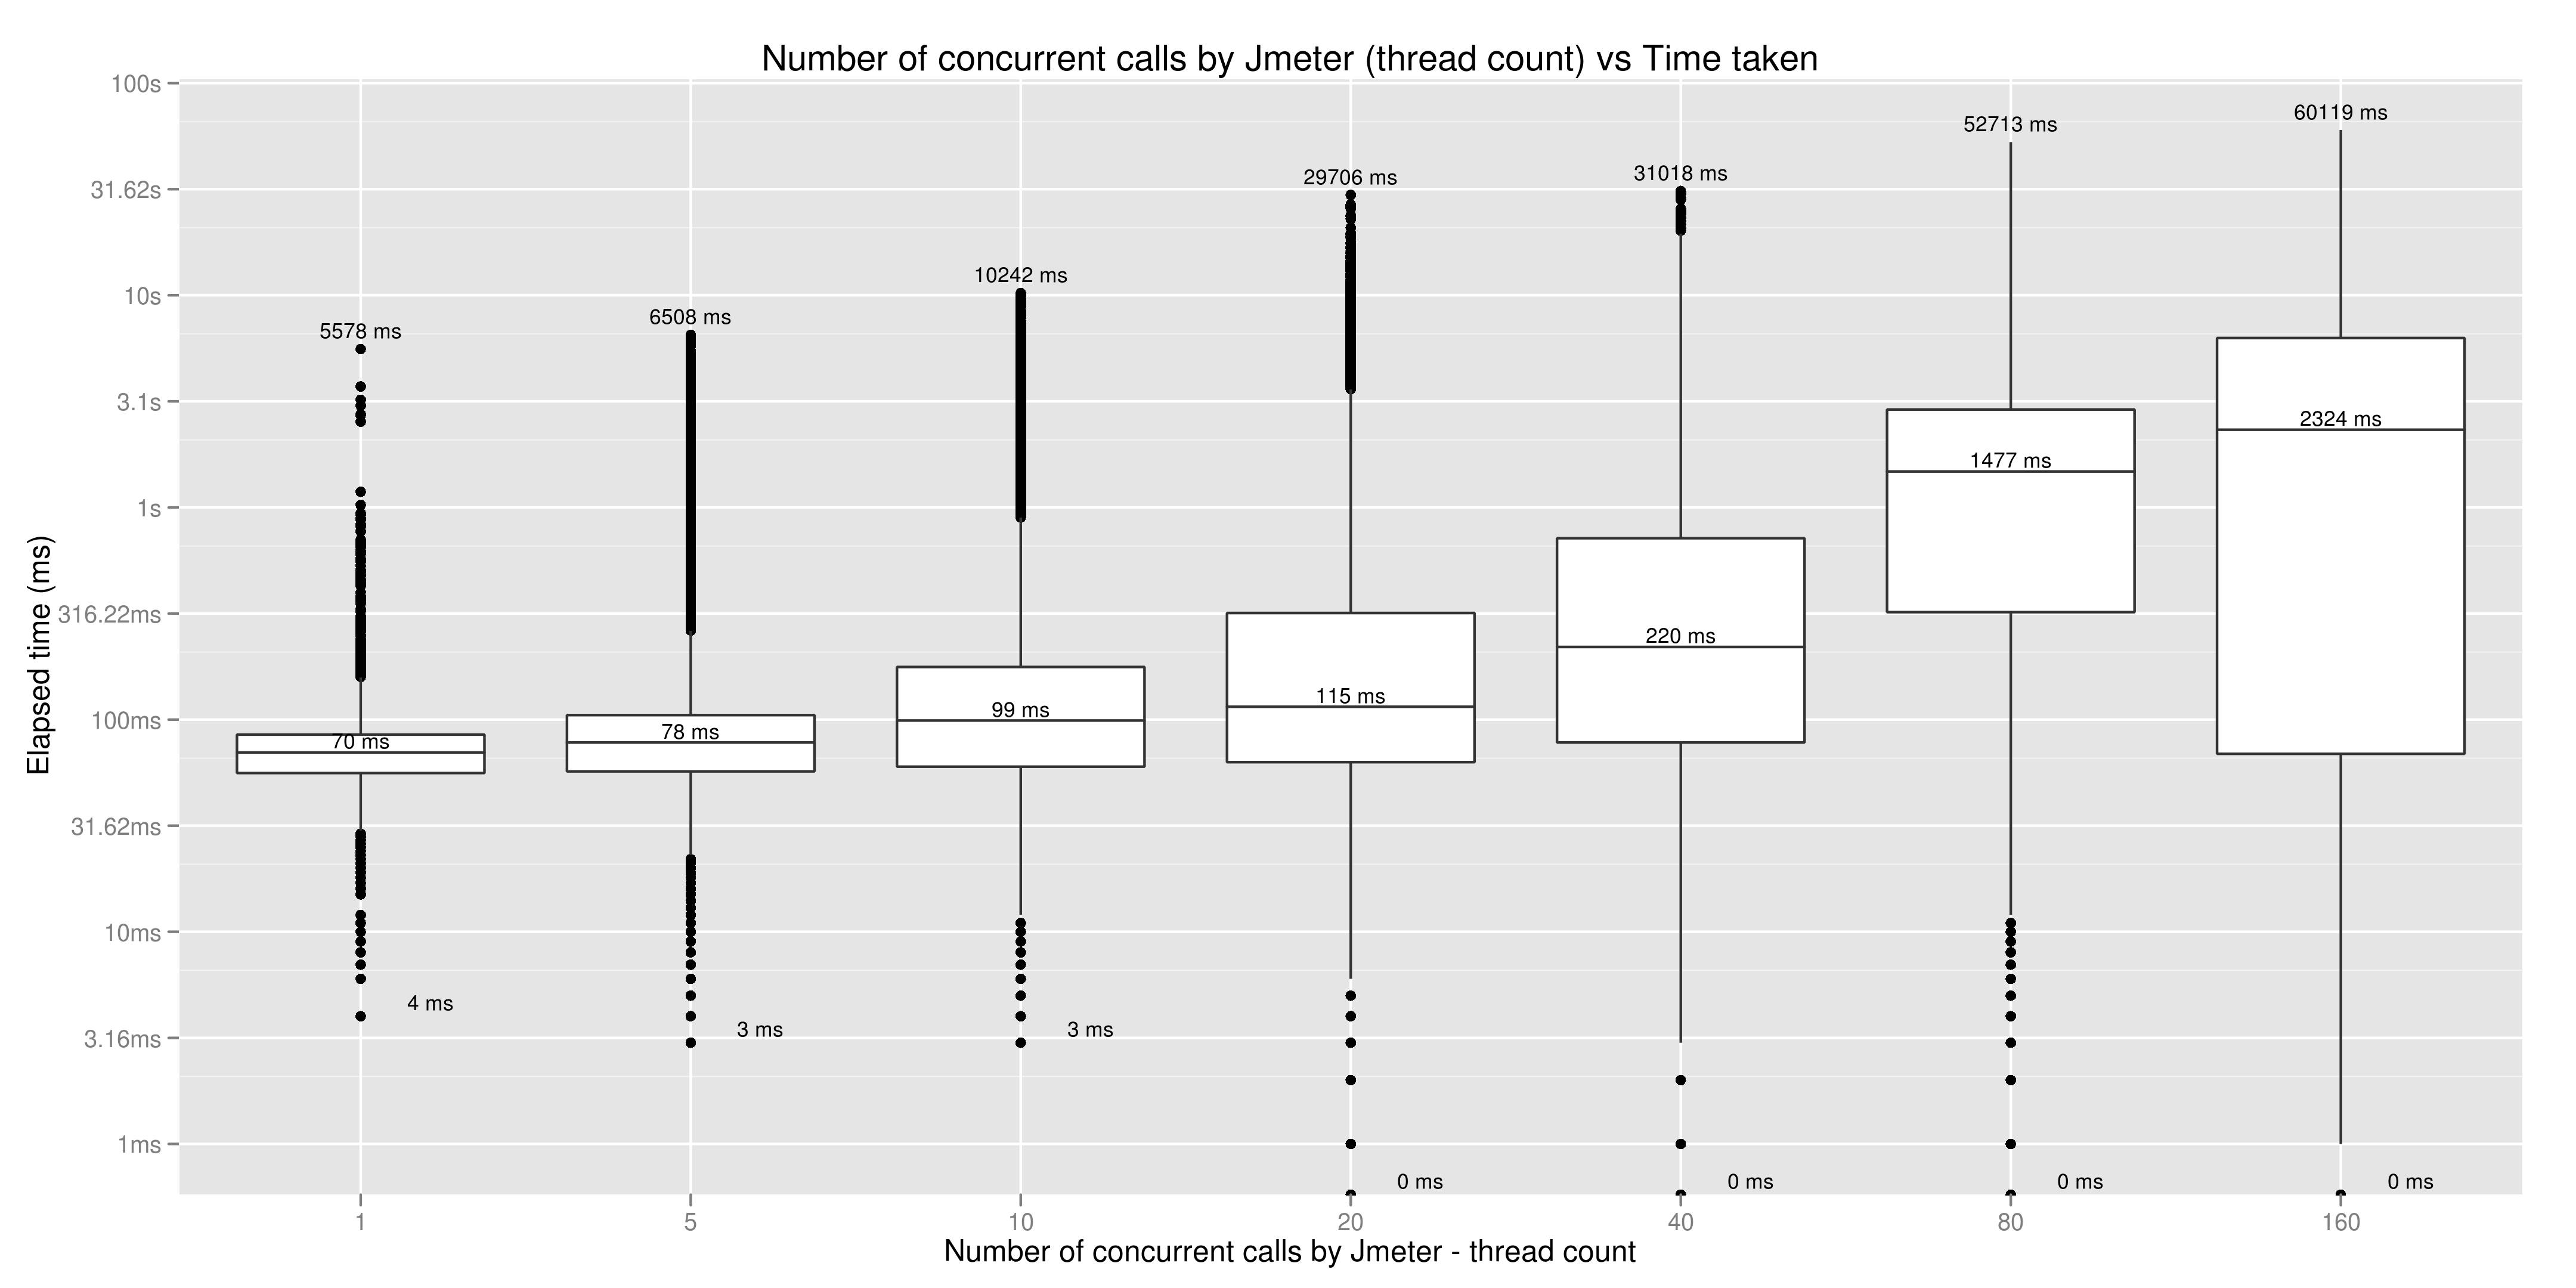 Number of concurrent calls by Jmeter (thread count) vs Time taken
100s
31.62s
10s
3.1s
1s
316.22ms
100ms
31.62ms
10ms
3.16ms
1ms
Elapsed time (ms)
5578 ms
6508 ms
10242 ms
29706 ms
31018 ms
52713 ms
60119 ms
70 ms
78 ms
99 ms
115 ms
220 ms
1477 ms
2324 ms
4 ms
3 ms
3 ms
0 ms
0 ms
0 ms
0 ms
1
5
10
20
40
80
160
Number of concurrent calls by Jmeter - thread count